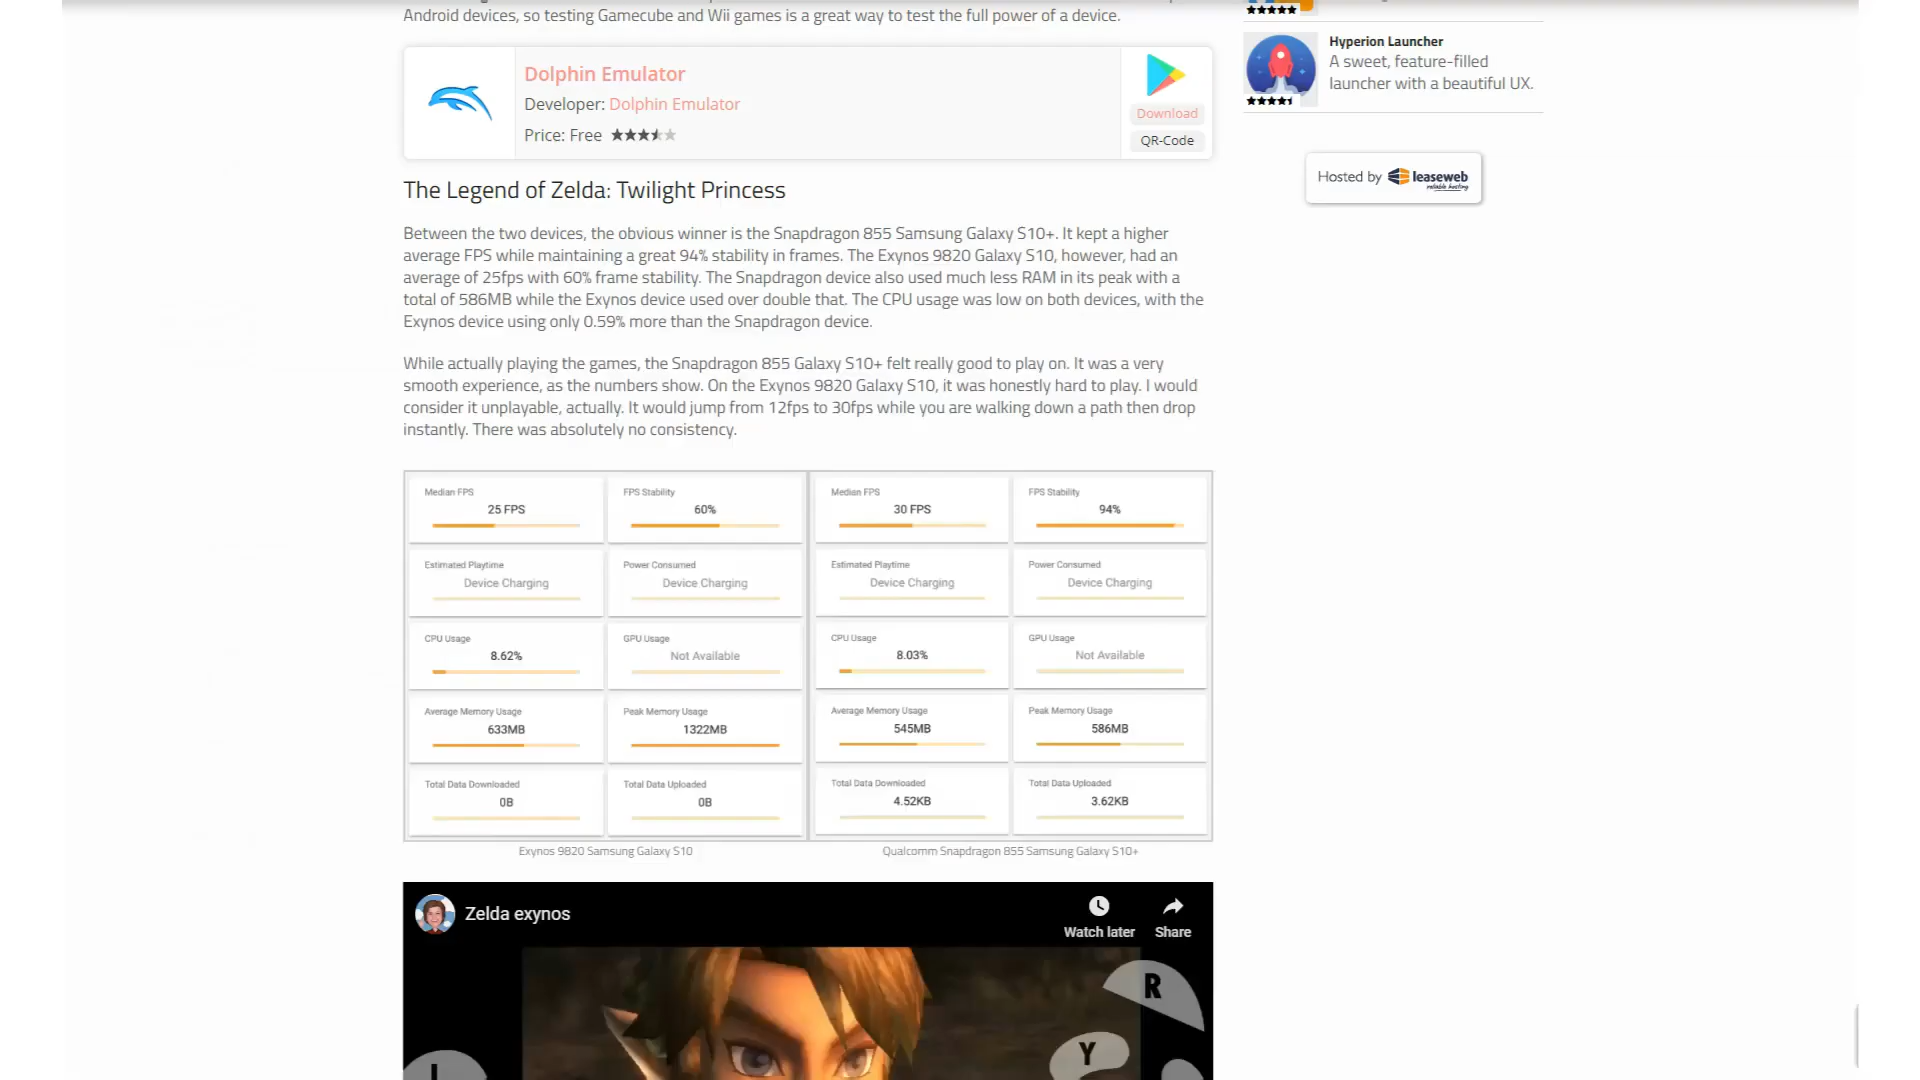 Android devices, so testing Gamecube and Wii games is a great way to test the full power of a device.
Dolphin Emulator
Developer: Dolphin Emulator
Price: Free
Download
QR-Code
Hyperion Launcher
A sweet, feature-filled
launcher with a beautiful UX.
Hosted by leaseweb
reliable hosting
The Legend of Zelda: Twilight Princess
Between the two devices, the obvious winner is the Snapdragon 855 Samsung Galaxy S10+. It kept a higher
average FPS while maintaining a great 94% stability in frames. The Exynos 9820 Galaxy S10, however, had an
average of 25fps with 60% frame stability. The Snapdragon device also used much less RAM in its peak with a
total of 586MB while the Exynos device used over double that. The CPU usage was low on both devices, with the
Exynos device using only 0.59% more than the Snapdragon device.
While actually playing the games, the Snapdragon 855 Galaxy S10+ felt really good to play on. It was a very
smooth experience, as the numbers show. On the Exynos 9820 Galaxy S10, it was honestly hard to play. I would
consider it unplayable, actually. It would jump from 12fps to 30fps while you are walking down a path then drop
instantly. There was absolutely no consistency.
Median FPS FPS Stability Median FPS FPS Stability
25 FPS 60% 30 FPS 94%
Estimated Playtime Power Consumed Estimated Playtime Power Consumed
Device Charging Device Charging Device Charging Device Charging
CPU Usage GPU Usage CPU Usage GPU Usage
8.62% Not Available 8.03% Not Available
Average Memory Usage Peak Memory Usage Average Memory Usage Peak Memory Usage
633MB 1322MB 545MB 586MB
Total Data Downloaded Total Data Uploaded Total Data Downloaded Total Data Uploaded
0B 0B 4.52KB 3.62KB
Exynos 9820 Samsung Galaxy S10 Qualcomm Snapdragon 855 Samsung Galaxy S10+
Zelda exynos
Watch later Share
R
Y